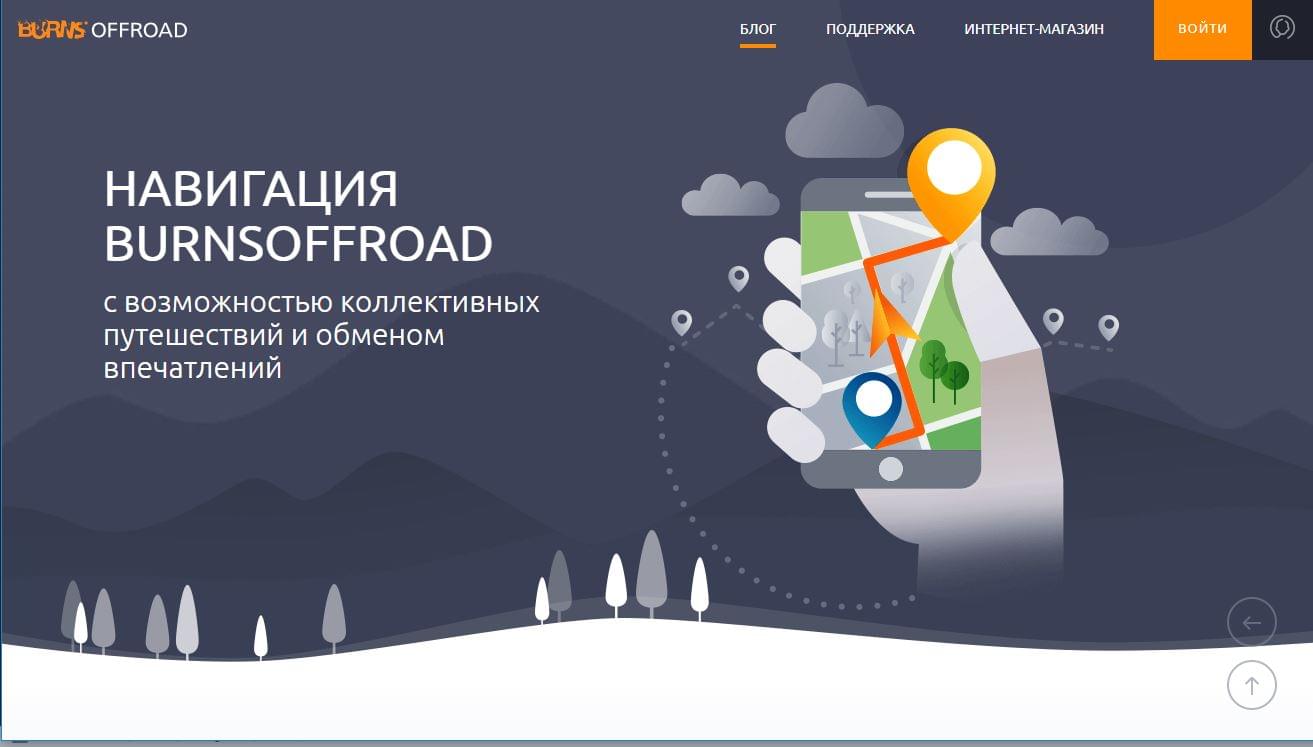 BURNS OFFROAD
БЛОГ
ПОДДЕРЖКА
ИНТЕРНЕТ-МАГАЗИН
ВОЙТИ
НАВИГАЦИЯ
BURNSOFFROAD
с возможностью коллективных
путешествий и обменом
впечатлений